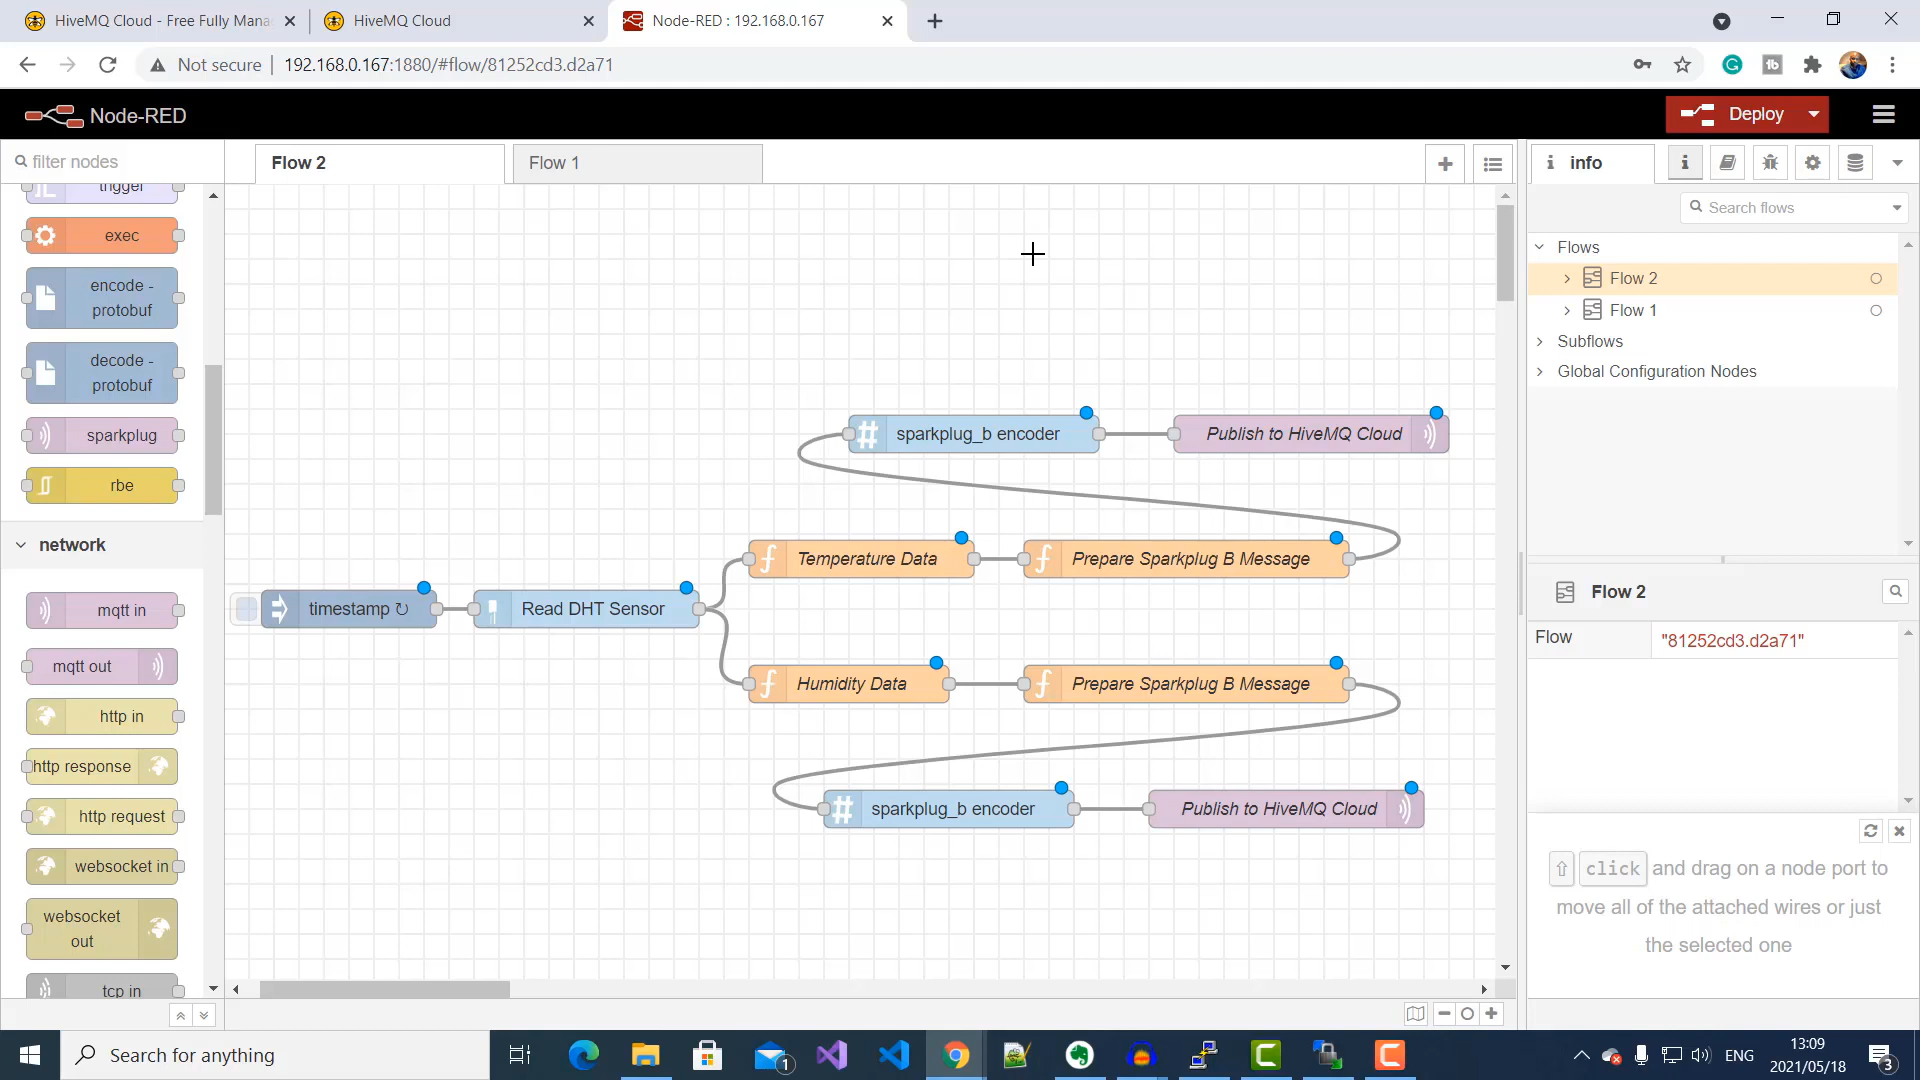 HiveMQ Cloud - Free Fully Mana
HiveMQ Cloud
Node-RED : 192.168.0.167
Not secure
192.168.0.167:1880/#flow/81252cd3.d2a71
Node-RED
Deploy
filter nodes
Flow 2
Flow 1
info
trigger
exec
encode -
protobuf
decode -
protobuf
sparkplug
rbe
network
mqtt in
mqtt out
http in
http response
http request
websocket in
websocket
out
tcp in
sparkplug_b encoder
Publish to HiveMQ Cloud
Temperature Data
Prepare Sparkplug B Message
timestamp ↻
Read DHT Sensor
Humidity Data
Prepare Sparkplug B Message
sparkplug_b encoder
Publish to HiveMQ Cloud
Search flows
Flows
Flow 2
Flow 1
Subflows
Global Configuration Nodes
Flow 2
Flow
"81252cd3.d2a71"
⇧ click and drag on a node port to
move all of the attached wires or just
the selected one
Search for anything
1
ENG
13:09
2021/05/18
3